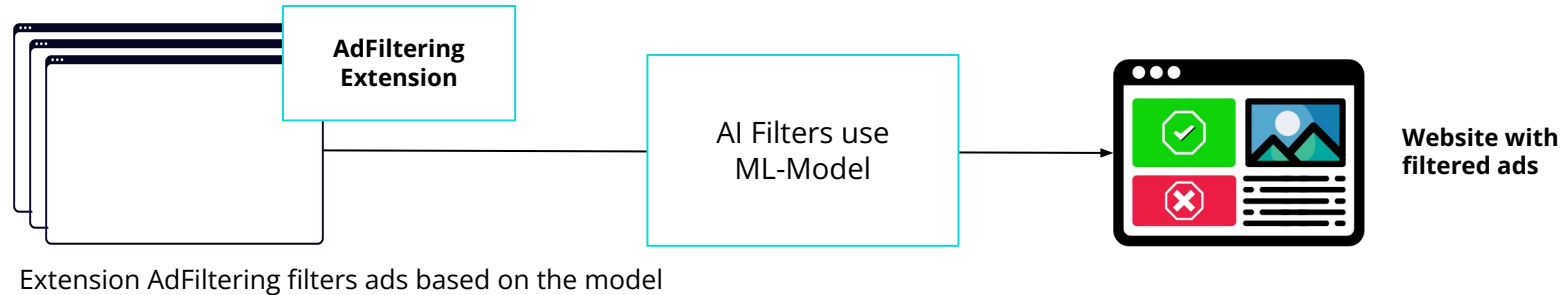 AdFiltering
Extension
AI Filters use
ML-Model
Website with
filtered ads
Extension AdFiltering filters ads based on the model